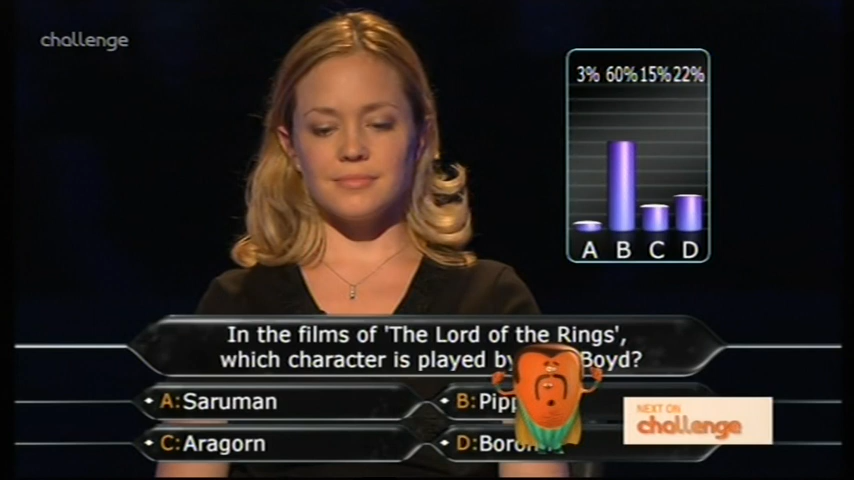 challenge
3% 60% 15% 22%
A B C D
In the films of 'The Lord of the Rings',
which character is played by Boyd?
A: Saruman
B: Pip
C: Aragorn
D: Boro
NEXT ON
challenge